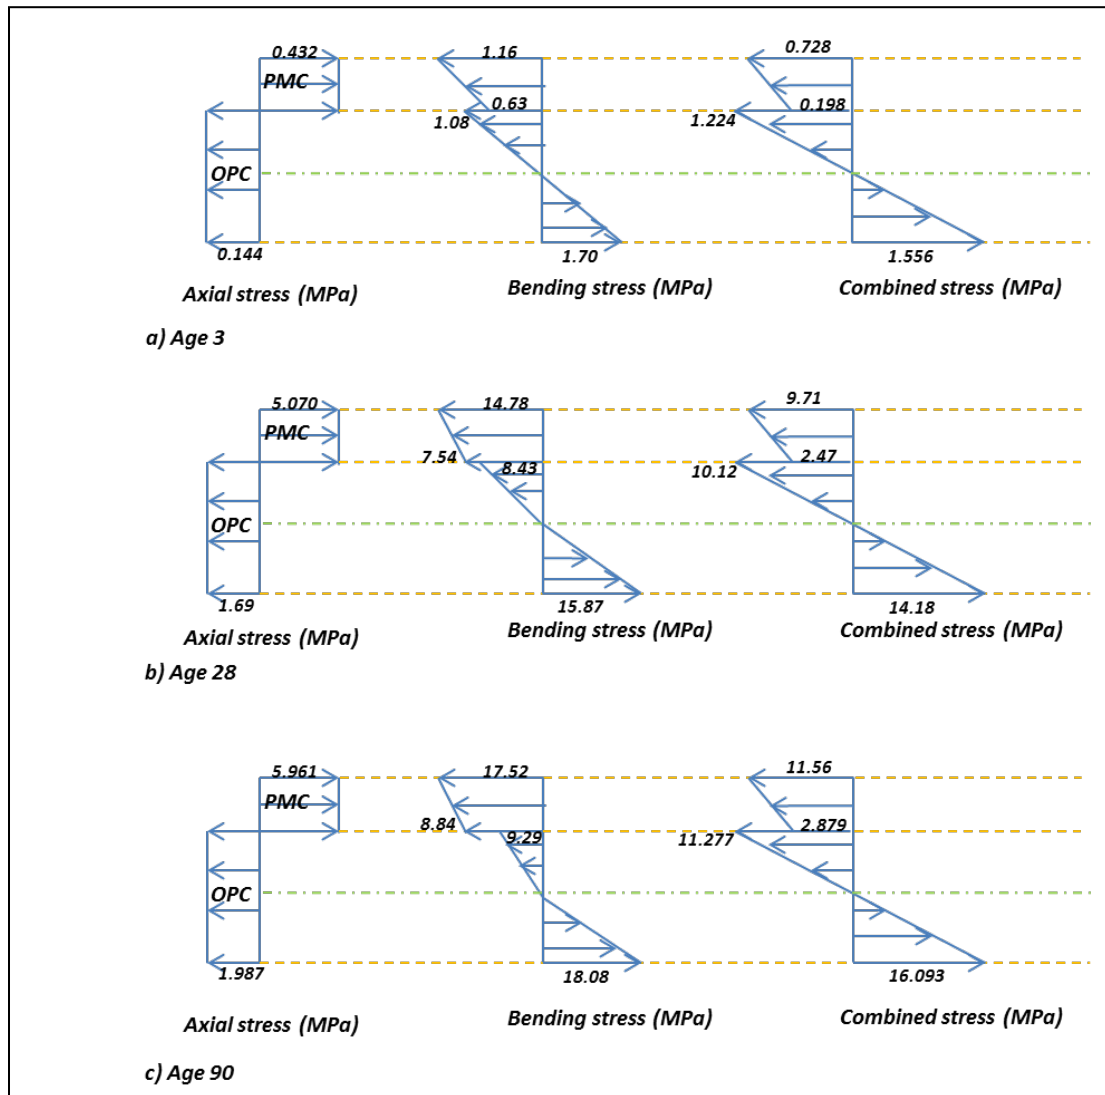 0.432 1.16 0.728
PMC
0.63 0.198
1.08 1.224
OPC
0.144 1.70 1.556
Axial stress (MPa) Bending stress (MPa) Combined stress (MPa)
a) Age 3
5.070 14.78 9.71
PMC
7.54 8.43 10.12 2.47
OPC
1.69 15.87 14.18
Axial stress (MPa) Bending stress (MPa) Combined stress (MPa)
b) Age 28
5.961 17.52 11.56
PMC
8.84 9.29 11.277 2.879
OPC
1.987 18.08 16.093
Axial stress (MPa) Bending stress (MPa) Combined stress (MPa)
c) Age 90